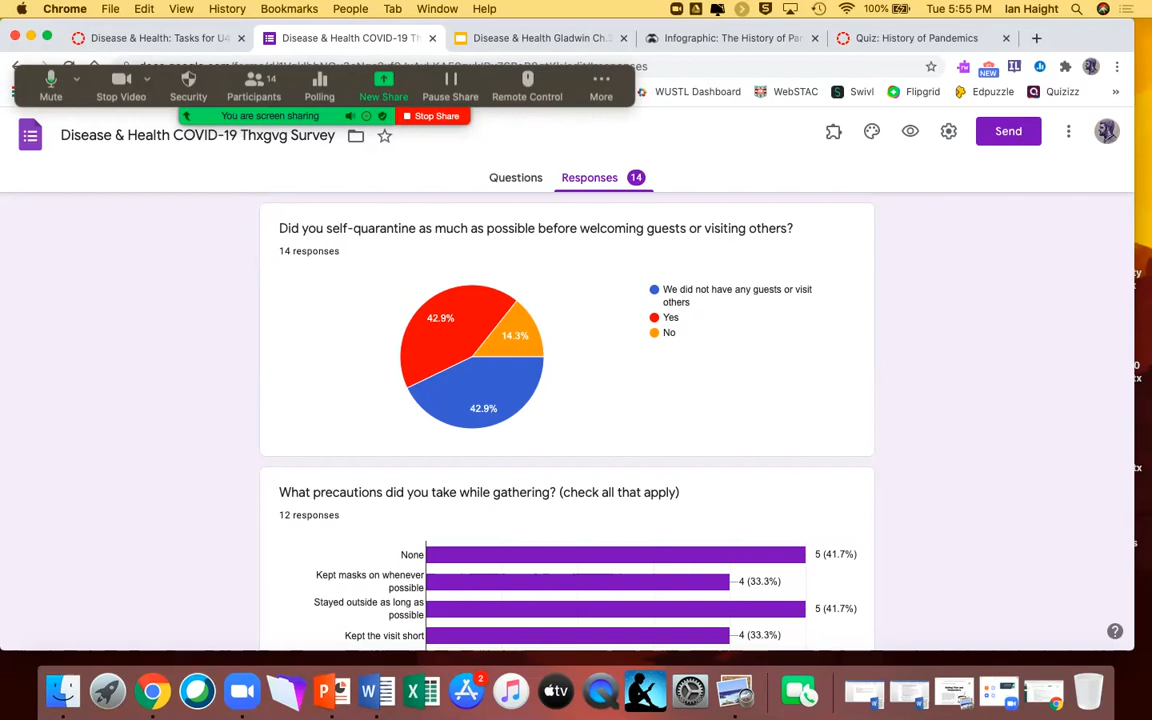 Chrome File Edit View History Bookmarks People Tab Window Help 100% Tue 5:55 PM Ian Haight
Disease & Health: Tasks for U4 Disease & Health COVID-19 Th Disease & Health Gladwin Ch. Infographic: The History of Par Quiz: History of Pandemics
NEW
Mute Stop Video Security Participants 14 Polling New Share Pause Share Remote Control More
WUSTL Dashboard WebSTAC Swivl Flipgrid Edpuzzle Quizizz »
You are screen sharing Stop Share
Disease & Health COVID-19 Thxgvg Survey
Send
Questions Responses 14
Did you self-quarantine as much as possible before welcoming guests or visiting others?
14 responses
42.9%
14.3%
42.9%
We did not have any guests or visit
others
Yes
No
What precautions did you take while gathering? (check all that apply)
12 responses
None 5 (41.7%)
Kept masks on whenever
possible 4 (33.3%)
Stayed outside as long as
possible 5 (41.7%)
Kept the visit short 4 (33.3%)
2
tv